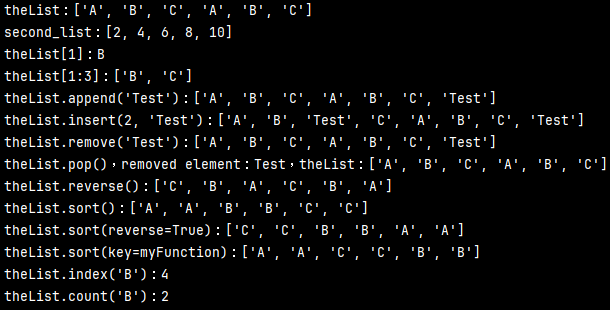 theList：['A', 'B', 'C', 'A', 'B', 'C']
second_list：[2, 4, 6, 8, 10]
theList[1]：B
theList[1:3]：['B', 'C']
theList.append('Test')：['A', 'B', 'C', 'A', 'B', 'C', 'Test']
theList.insert(2, 'Test')：['A', 'B', 'Test', 'C', 'A', 'B', 'C', 'Test']
theList.remove('Test')：['A', 'B', 'C', 'A', 'B', 'C', 'Test']
theList.pop()，removed element：Test，theList：['A', 'B', 'C', 'A', 'B', 'C']
theList.reverse()：['C', 'B', 'A', 'C', 'B', 'A']
theList.sort()：['A', 'A', 'B', 'B', 'C', 'C']
theList.sort(reverse=True)：['C', 'C', 'B', 'B', 'A', 'A']
theList.sort(key=myFunction)：['A', 'A', 'C', 'C', 'B', 'B']
theList.index('B')：4
theList.count('B')：2